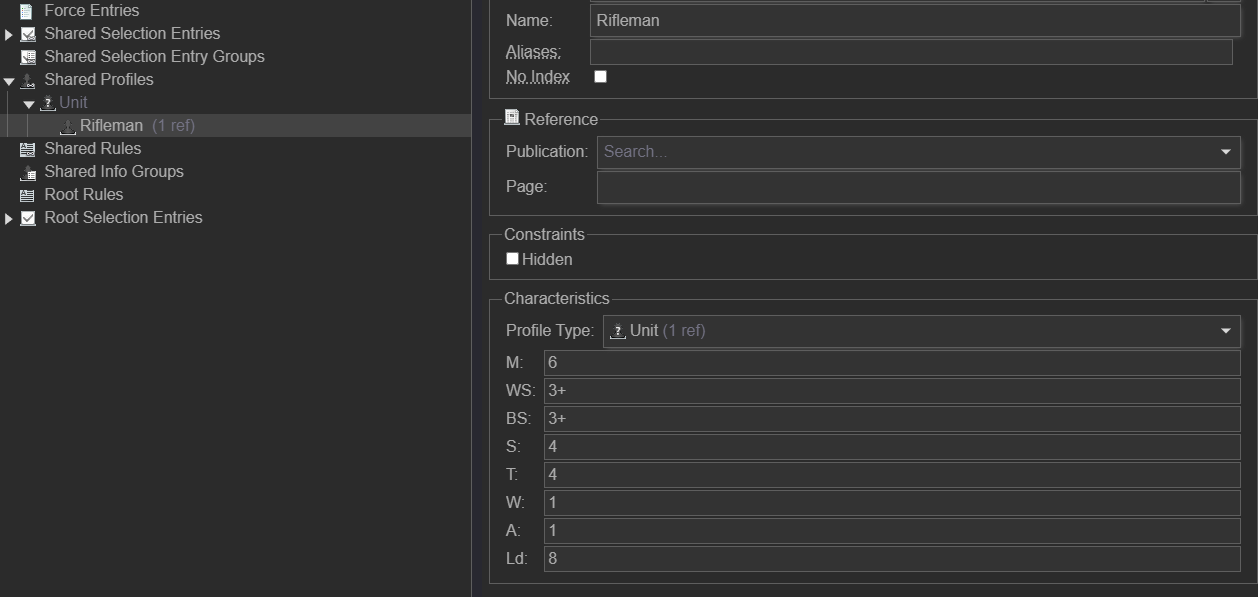 Force Entries
Shared Selection Entries
Shared Selection Entry Groups
Shared Profiles
Unit
Rifleman (1 ref)
Shared Rules
Shared Info Groups
Root Rules
Root Selection Entries
Name: Rifleman
Aliases:
No Index
Reference
Publication: Search...
Page:
Constraints
Hidden
Characteristics
Profile Type: Unit (1 ref)
M: 6
WS: 3+
BS: 3+
S: 4
T: 4
W: 1
A: 1
Ld: 8